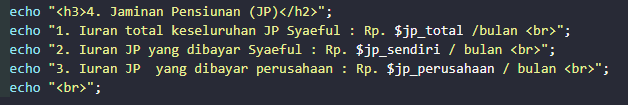 echo "<h3>4. Jaminan Pensiunan (JP)</h2>";
echo "1. Iuran total keseluruhan JP Syaeful : Rp. $jp_total /bulan <br>";
echo "2. Iuran JP yang dibayar Syaeful : Rp. $jp_sendiri / bulan <br>";
echo "3. Iuran JP  yang dibayar perusahaan : Rp. $jp_perusahaan / bulan <br>";
echo "<br>";